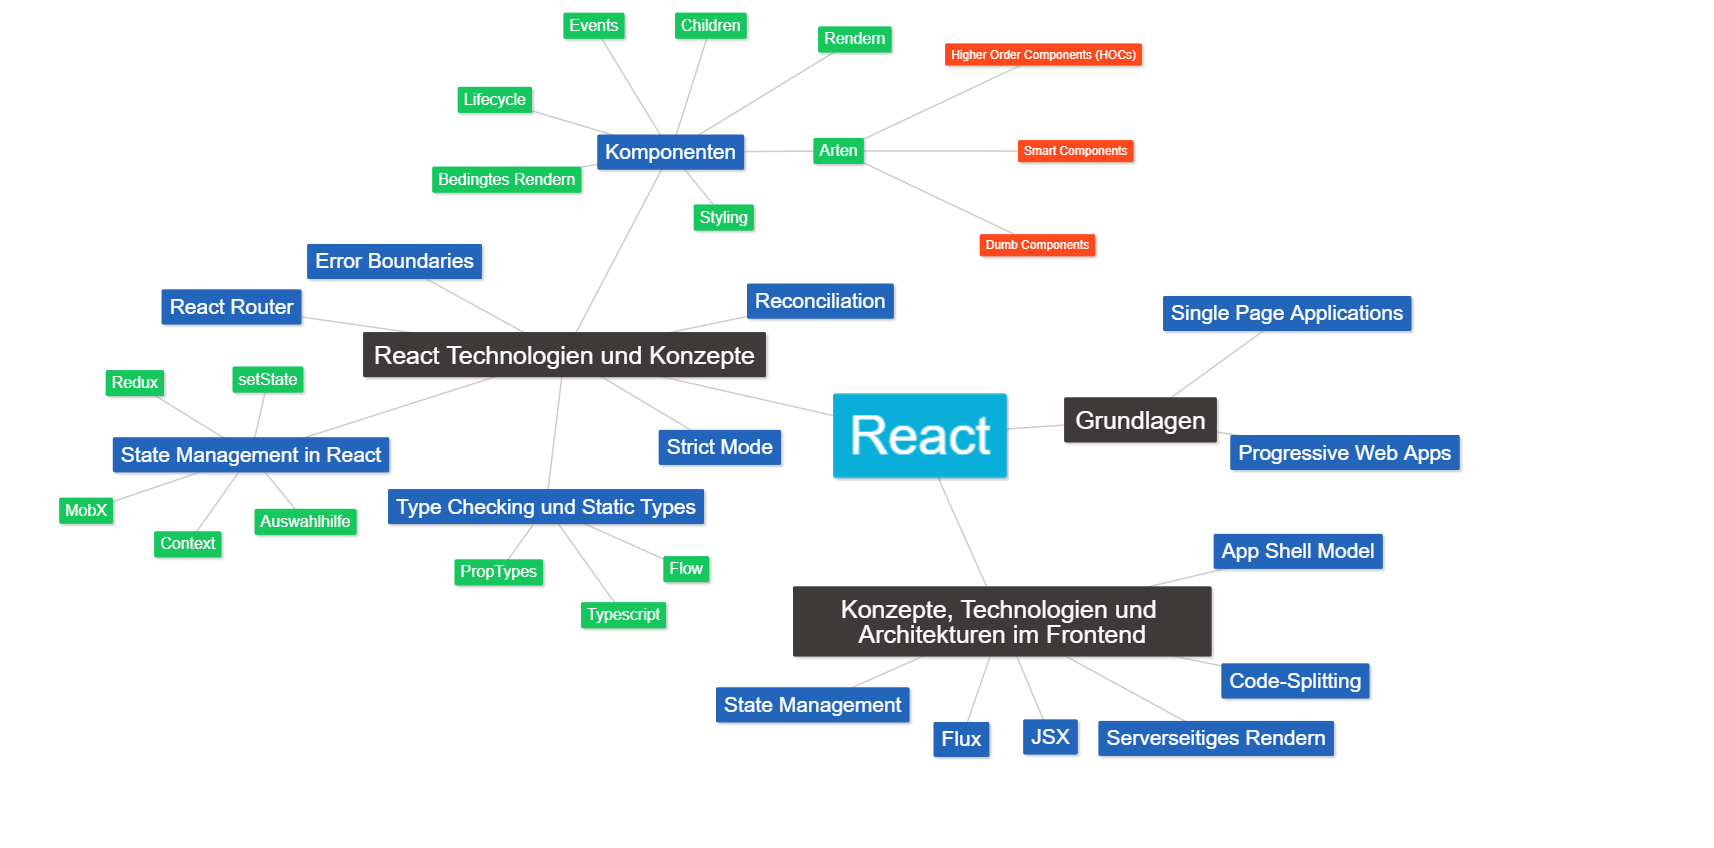 Events
Children
Rendern
Higher Order Components (HOCs)
Lifecycle
Komponenten
Arten
Smart Components
Bedingtes Rendern
Styling
Dumb Components
Error Boundaries
React Router
Reconciliation
Single Page Applications
React Technologien und Konzepte
Redux
setState
React
Grundlagen
State Management in React
Strict Mode
Progressive Web Apps
MobX
Context
Auswahlhilfe
Type Checking und Static Types
PropTypes
Flow
Typescript
App Shell Model
Konzepte, Technologien und
Architekturen im Frontend
Code-Splitting
State Management
Flux
JSX
Serverseitiges Rendern